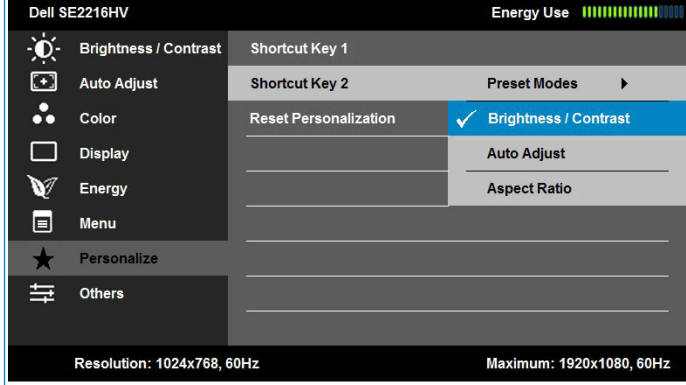 Dell SE2216HV Energy Use
Brightness / Contrast Shortcut Key 1
Auto Adjust Shortcut Key 2 Preset Modes
Color Reset Personalization Brightness / Contrast
Display Auto Adjust
Energy Aspect Ratio
Menu
Personalize
Others
Resolution: 1024x768, 60Hz Maximum: 1920x1080, 60Hz